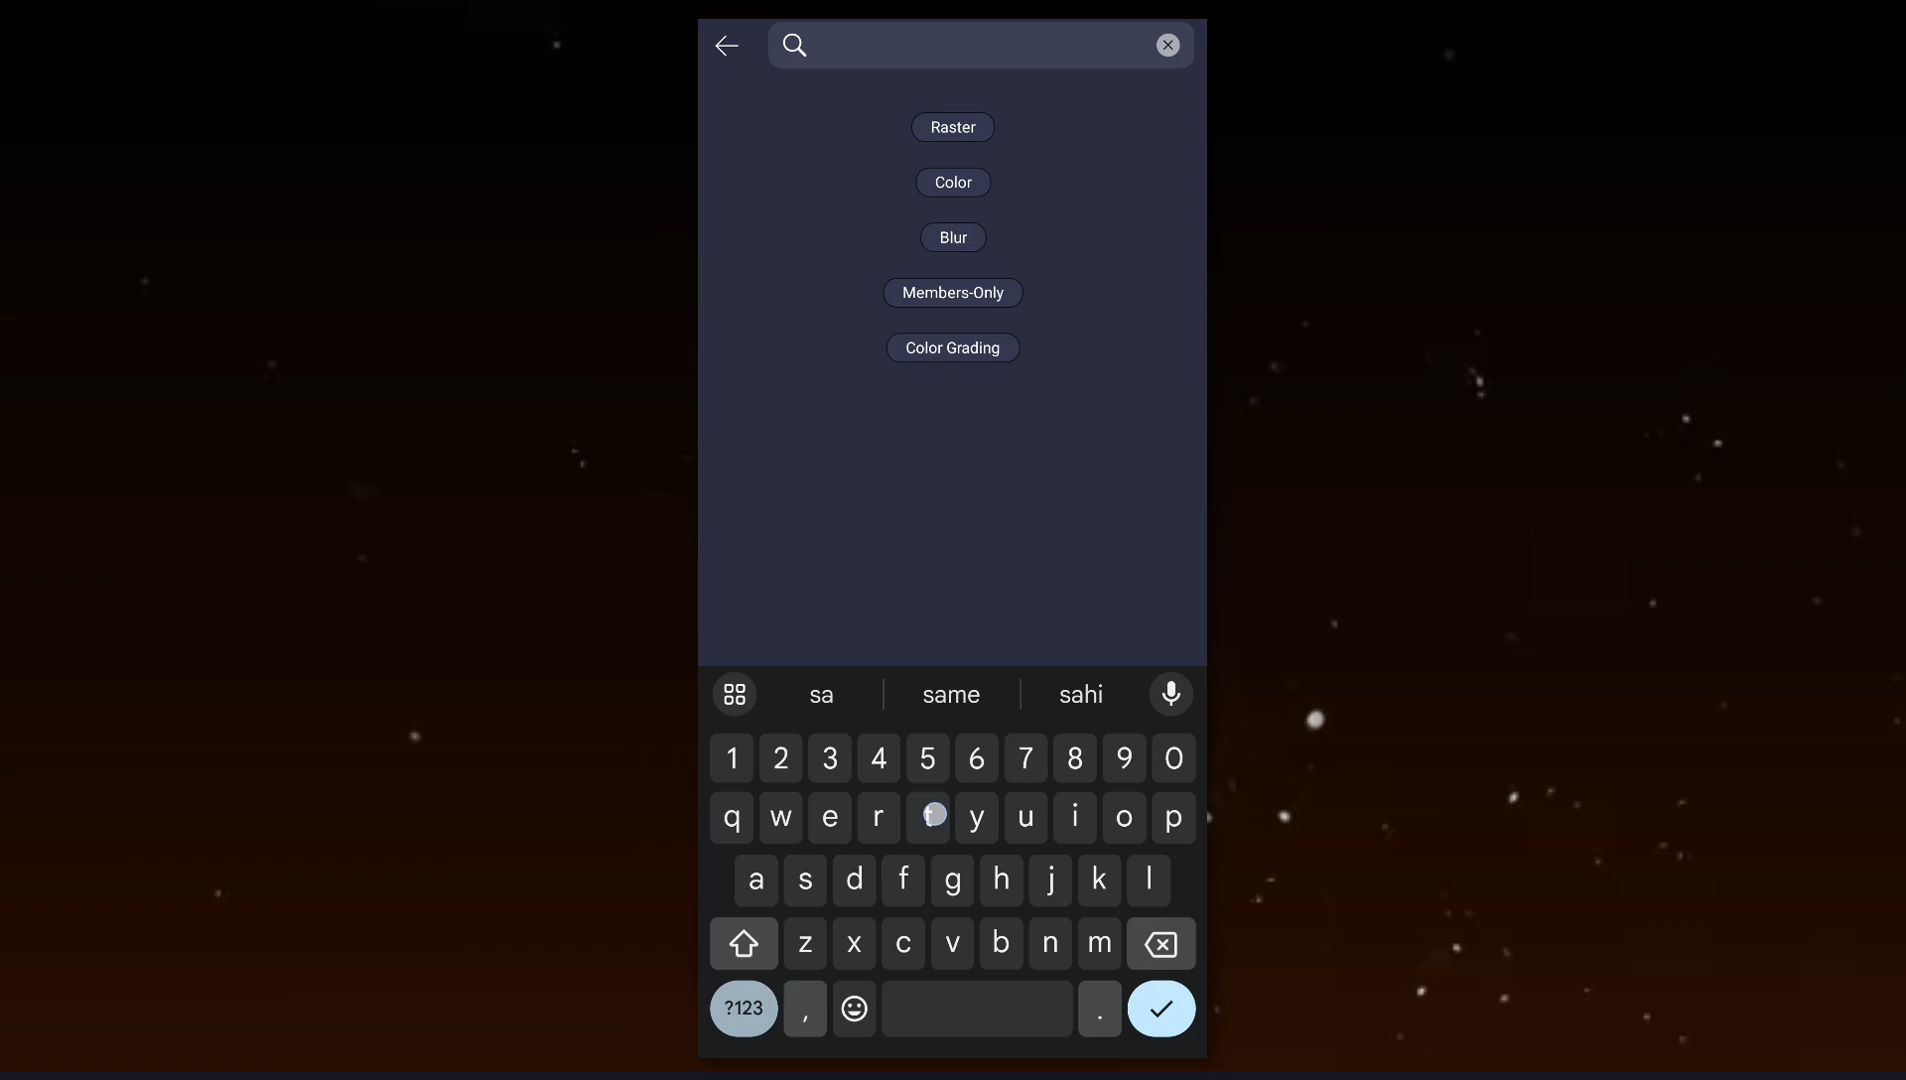 Raster
Color
Blur
Members-Only
Color Grading
sa same sahi
1 2 3 4 5 6 7 8 9 0
q w e r t y u i o p
a s d f g h j k l
z x c v b n m
?123 , .